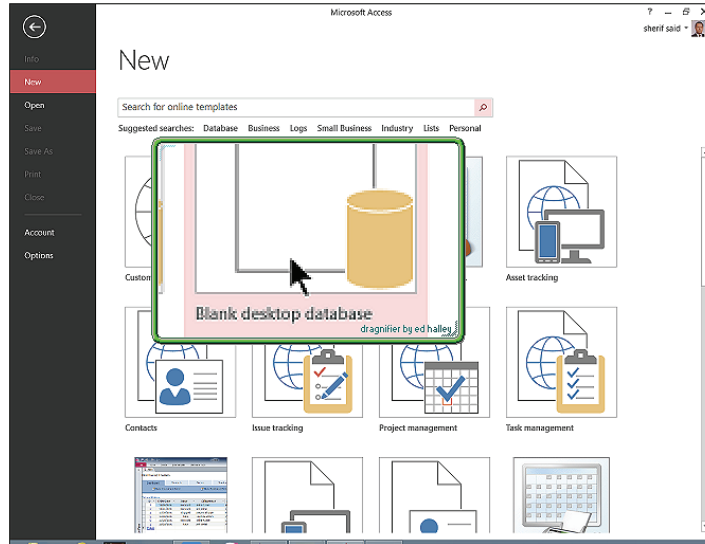 Microsoft Access
? 
sherif said
Info
New
Open
Save
Save As
Print
Close
Account
Options
New
Search for online templates
Suggested searches: Database Business Logs Small Business Industry Lists Personal
Custom
Asset tracking
Blank desktop database
dragnifier by ed halley
Contacts
Issue tracking
Project management
Task management